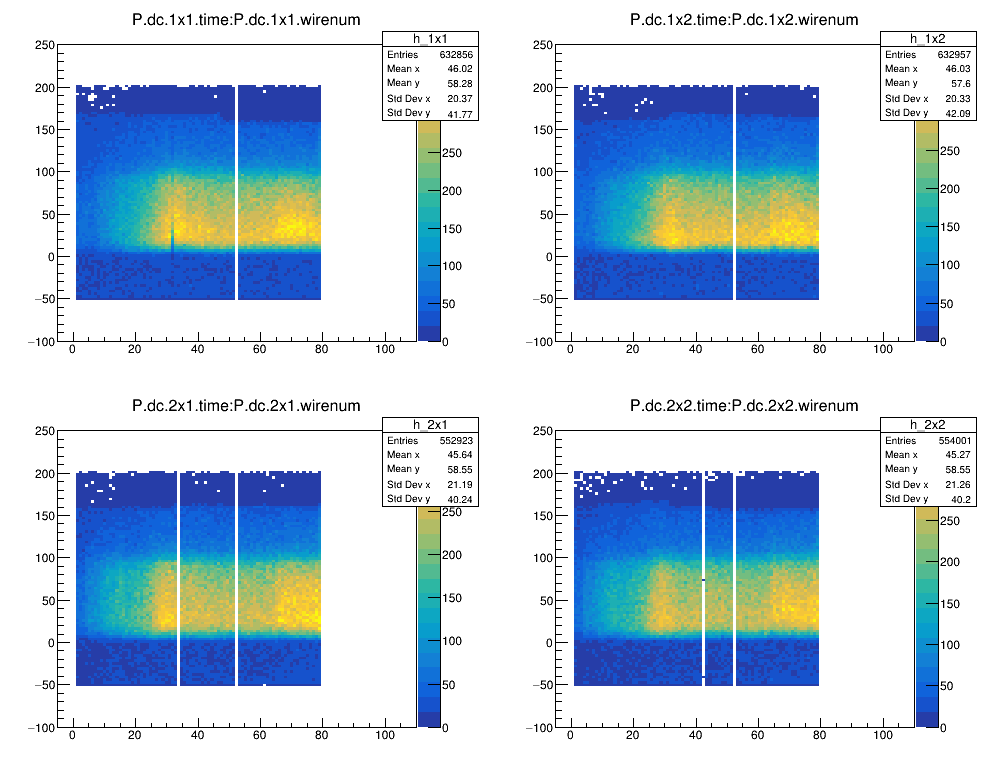 P.dc.1x1.time:P.dc.1x1.wirenum
h_1x1
Entries 632856
Mean x 46.02
Mean y 58.28
Std Dev x 20.37
Std Dev y 41.77
250
200
150
100
50
0
−50
−100
0 20 40 60 80 100
250
200
150
100
50
0
P.dc.1x2.time:P.dc.1x2.wirenum
h_1x2
Entries 632957
Mean x 46.03
Mean y 57.6
Std Dev x 20.33
Std Dev y 42.09
250
200
150
100
50
0
−50
−100
0 20 40 60 80 100
250
200
150
100
50
0
P.dc.2x1.time:P.dc.2x1.wirenum
h_2x1
Entries 552923
Mean x 45.64
Mean y 58.55
Std Dev x 21.19
Std Dev y 40.24
250
200
150
100
50
0
−50
−100
0 20 40 60 80 100
250
200
150
100
50
0
P.dc.2x2.time:P.dc.2x2.wirenum
h_2x2
Entries 554001
Mean x 45.27
Mean y 58.55
Std Dev x 21.26
Std Dev y 40.2
250
200
150
100
50
0
−50
−100
0 20 40 60 80 100
250
200
150
100
50
0